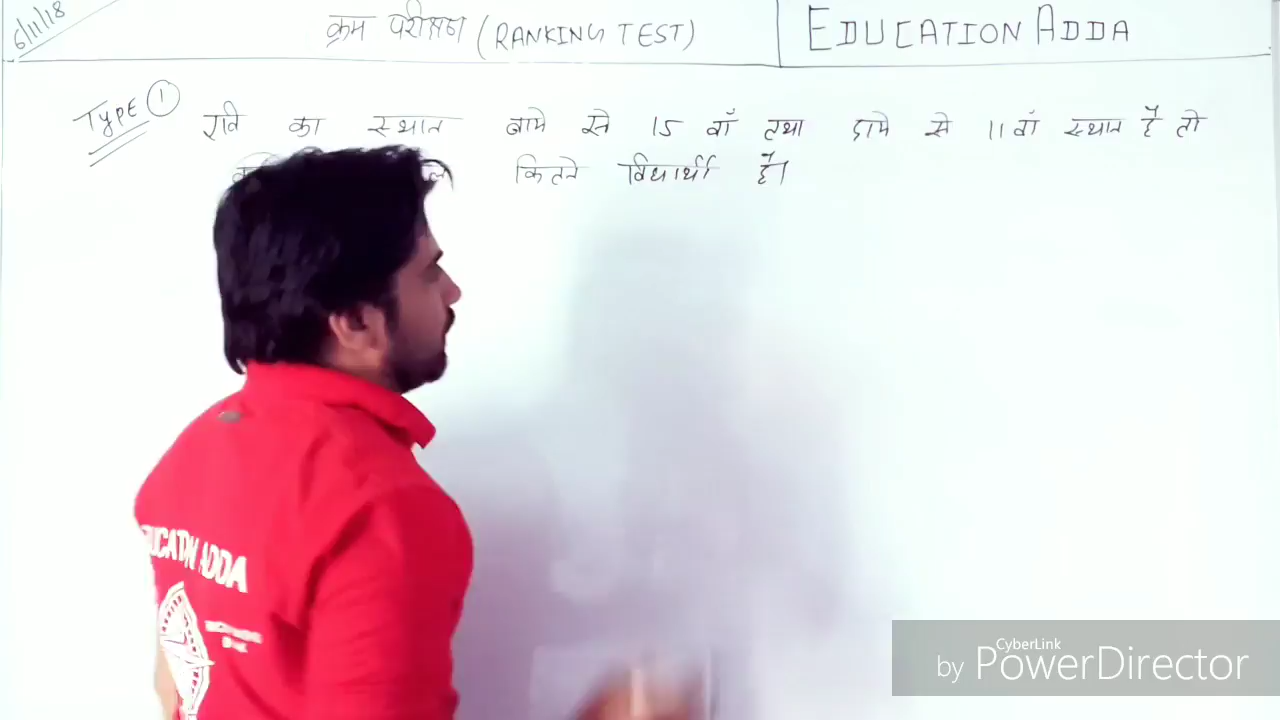 6/11/18
क्रम परीक्षण (RANKING TEST)
EDUCATION ADDA
TYPE 1
रवि का स्थान बाये से 15 वाँ तथा दाये से 11 वाँ स्थान है तो
कितने विद्यार्थी है।
EDUCATION ADDA
CyberLink
by PowerDirector